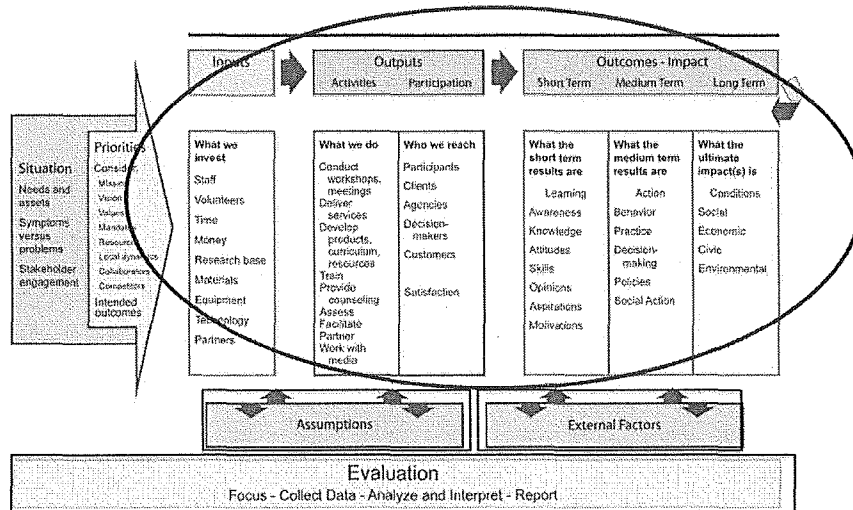 Inputs
Outputs
Activities Participation
Outcomes - Impact
Short Term Medium Term Long Term
Situation
Needs and
assets
Symptoms
versus
problems
Stakeholder
engagement
Priorities
Consider:
Mission
Vision
Values
Mandates
Resources
Local dynamics
Collaborators
Competitors
Intended
outcomes
What we
invest
Staff
Volunteers
Time
Money
Research base
Materials
Equipment
Technology
Partners
What we do
Conduct
workshops,
meetings
Deliver
services
Develop
products,
curriculum,
resources
Train
Provide
counseling
Assess
Facilitate
Partner
Work with
media
Who we reach
Participants
Clients
Agencies
Decision-
makers
Customers
Satisfaction
What the
short term
results are
Learning
Awareness
Knowledge
Attitudes
Skills
Opinions
Aspirations
Motivations
What the
medium term
results are
Action
Behavior
Practice
Decision-
making
Policies
Social Action
What the
ultimate
impact(s) is
Conditions
Social
Economic
Civic
Environmental
Assumptions
External Factors
Evaluation
Focus - Collect Data - Analyze and Interpret - Report